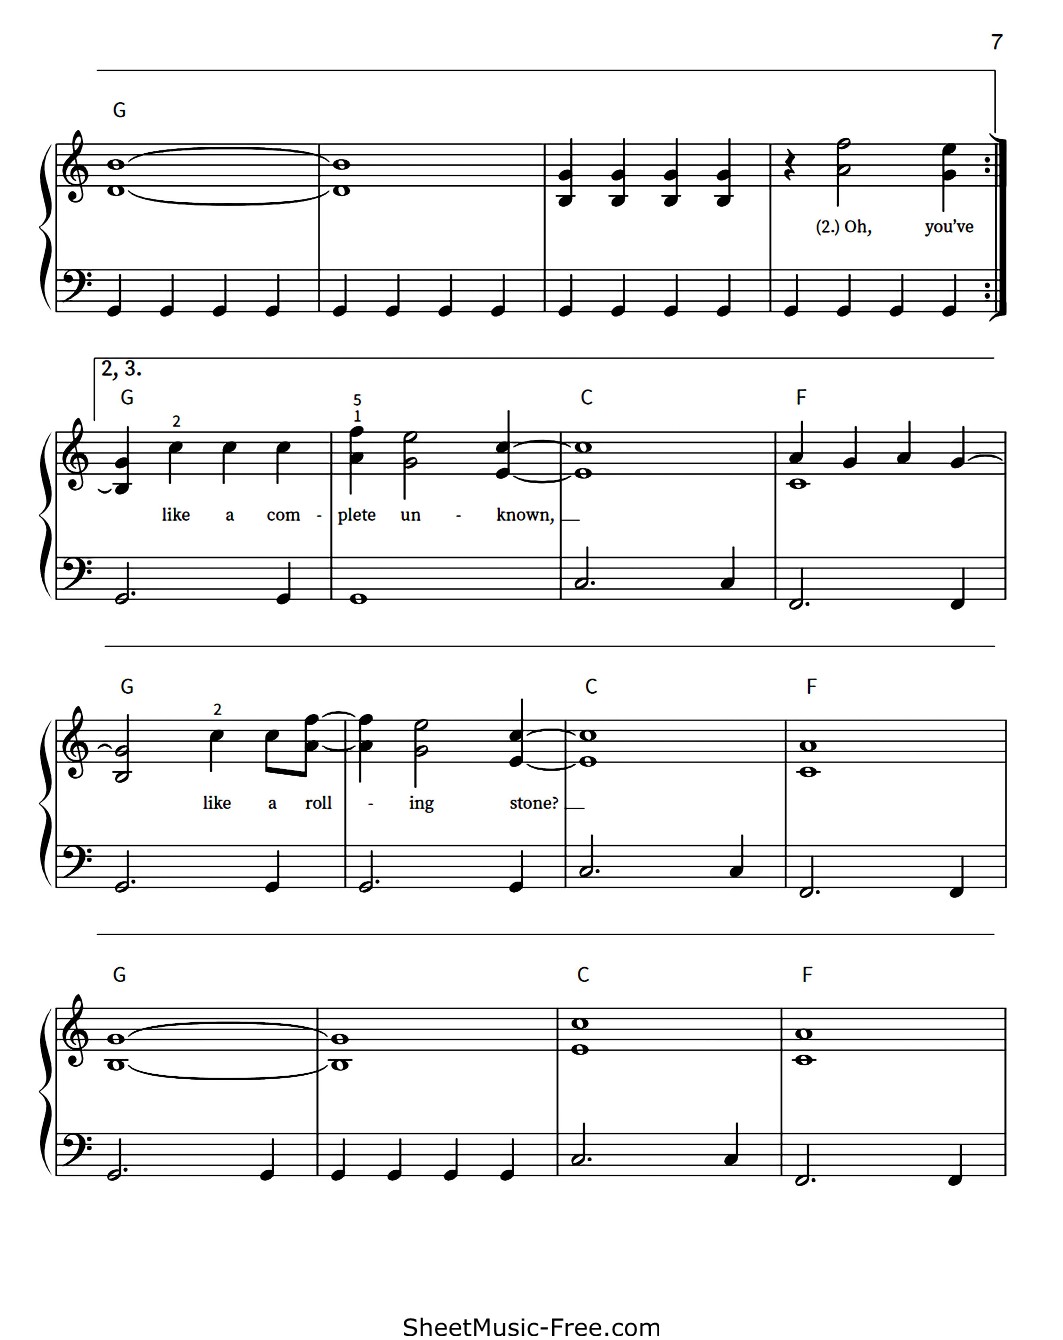 7
G
(2.) Oh, you've
2, 3.
G C F
2 5
1
like a com - plete un - known,
G C F
2
like a roll - ing stone?
G C F
SheetMusic-Free.com